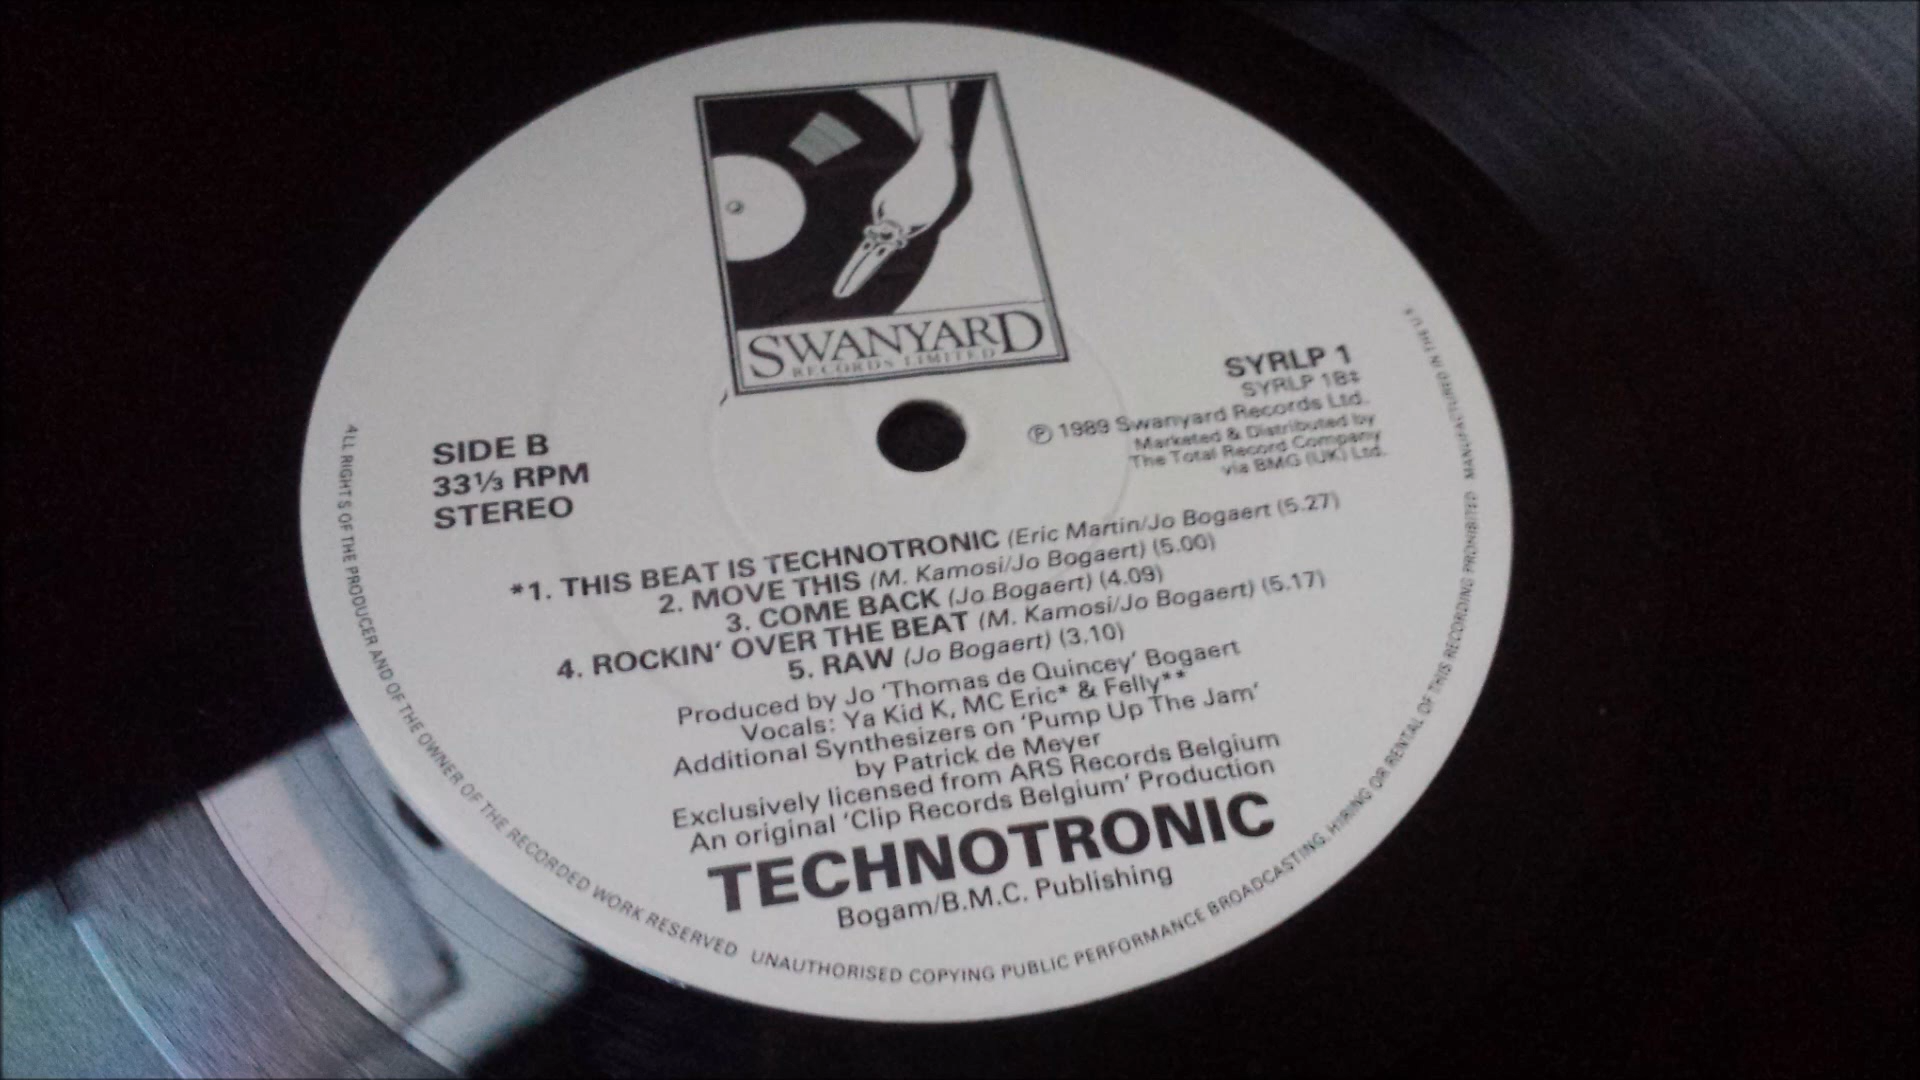 SWANYARD
RECORDS LIMITED
SYRLP 1
SYRLP 1B‡
℗ 1989 Swanyard Records Ltd.
Marketed & Distributed by
The Total Record Company
via BMG (UK) Ltd.
SIDE B
33⅓ RPM
STEREO
*1. THIS BEAT IS TECHNOTRONIC (Eric Martin/Jo Bogaert (5.27)
2. MOVE THIS (M. Kamosi/Jo Bogaert) (5.00)
3. COME BACK (Jo Bogaert) (4.09)
4. ROCKIN' OVER THE BEAT (M. Kamosi/Jo Bogaert) (5.17)
5. RAW (Jo Bogaert) (3.10)
Produced by Jo 'Thomas de Quincey' Bogaert
Vocals: Ya Kid K, MC Eric* & Felly**
Additional Synthesizers on 'Pump Up The Jam'
by Patrick de Meyer
Exclusively licensed from ARS Records Belgium
An original 'Clip Records Belgium' Production
TECHNOTRONIC
Bogam/B.M.C. Publishing
ALL RIGHTS OF THE PRODUCER AND OF THE OWNER OF THE RECORDED WORK RESERVED UNAUTHORISED COPYING PUBLIC PERFORMANCE BROADCASTING, HIRING OR RENTAL OF THIS RECORDING PROHIBITED MANUFACTURED IN THE U.K.